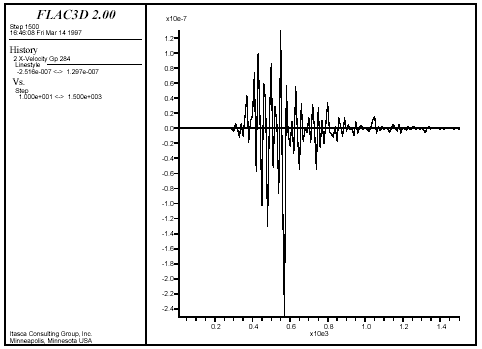 FLAC3D 2.00
Step 1500
16:46:08 Fri Mar 14 1997
History
2 X-Velocity Gp 284
Linestyle
-2.516e-007 <-> 1.297e-007
Vs.
Step
1.000e+001 <-> 1.500e+003
Itasca Consulting Group, Inc.
Minneapolis, Minnesota USA
x10e-7
1.2
1.0
0.8
0.6
0.4
0.2
0.0
-0.2
-0.4
-0.6
-0.8
-1.0
-1.2
-1.4
-1.6
-1.8
-2.0
-2.2
-2.4
0.2 0.4 0.6 0.8 1.0 1.2 1.4
x10e3